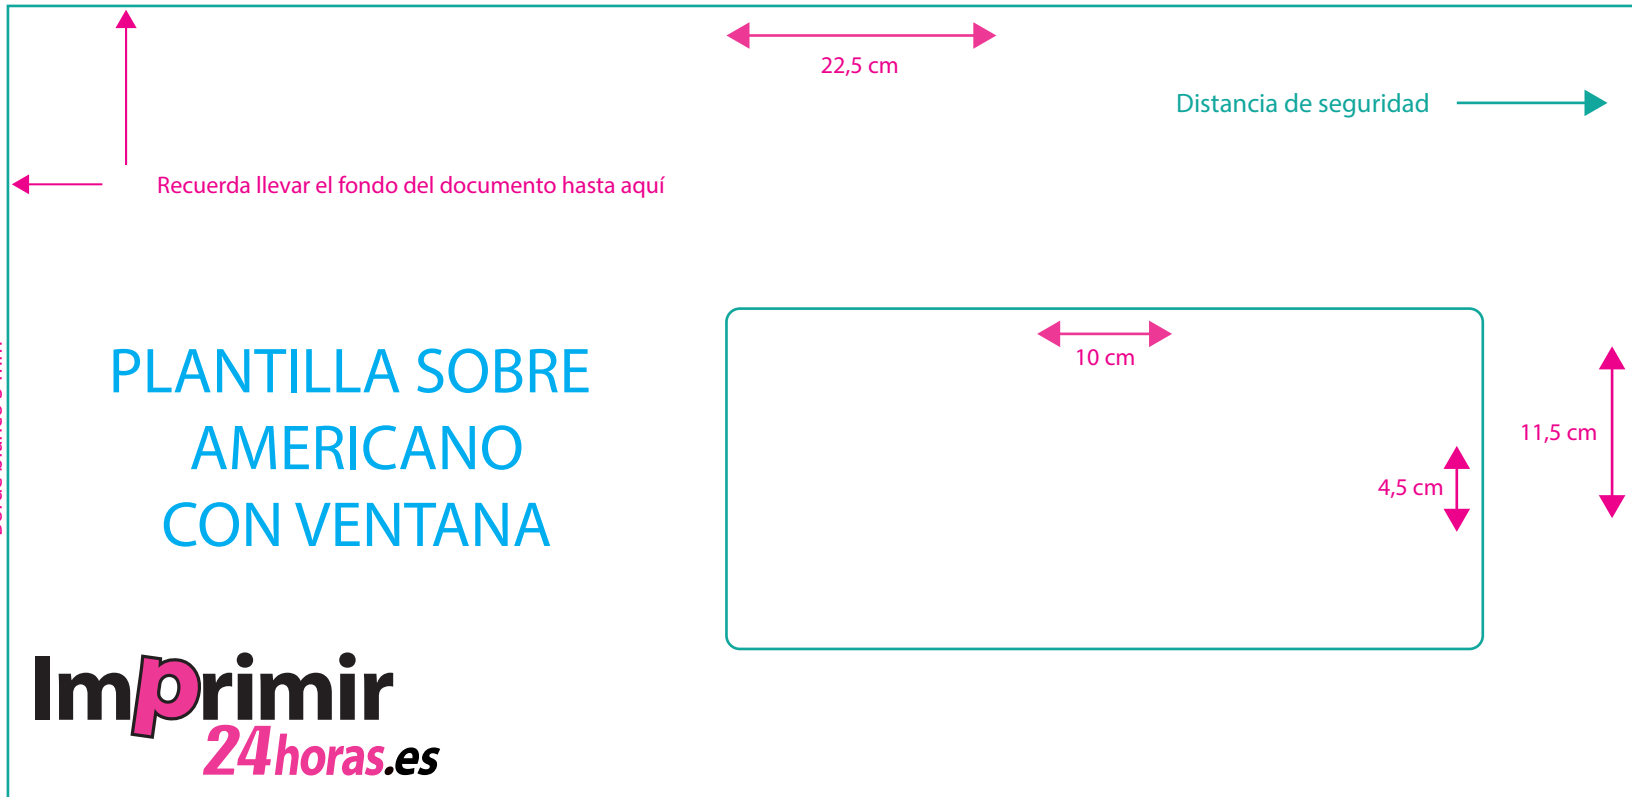 22,5 cm
Distancia de seguridad
Recuerda llevar el fondo del documento hasta aquí
10 cm
PLANTILLA SOBRE
AMERICANO
CON VENTANA
11,5 cm
4,5 cm
Imprimir
24horas.es